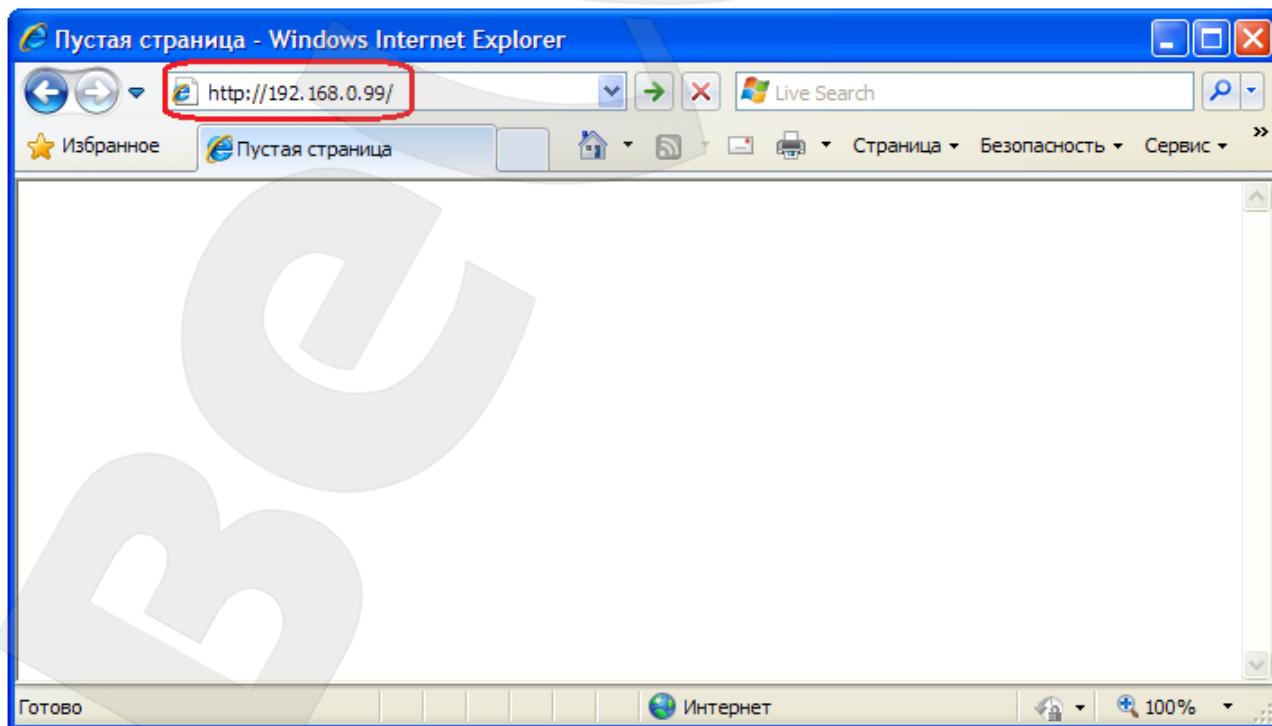 Пустая страница - Windows Internet Explorer
http://192.168.0.99/
Live Search
Избранное
Пустая страница
Страница
Безопасность
Сервис
»
Готово
Интернет
100%
Be